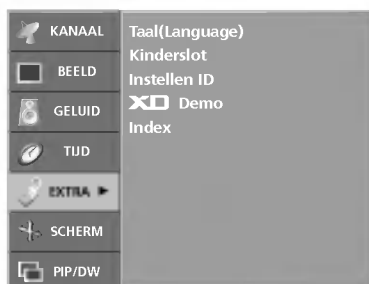 KANAAL
BEELD
GELUID
TIJD
EXTRA ►
SCHERM
PIP/DW
Taal(Language)
Kinderslot
Instellen ID
XD Demo
Index